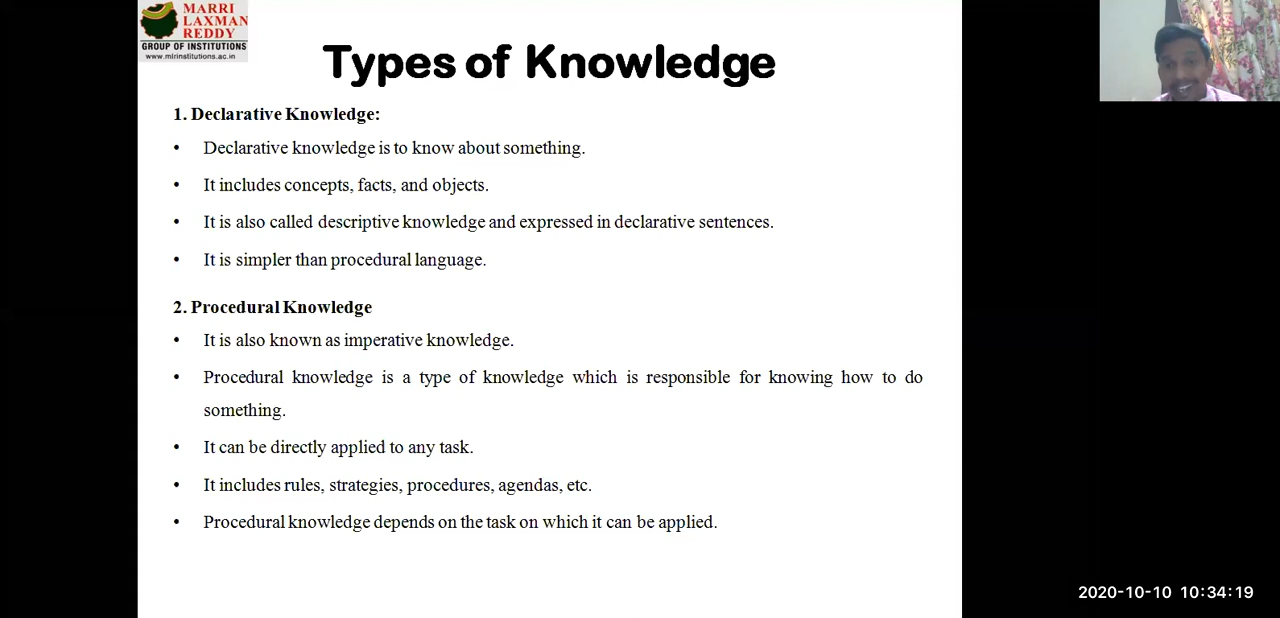 MARRI
LAXMAN
REDDY
GROUP OF INSTITUTIONS
www.mlrinstitutions.ac.in
Types of Knowledge
1. Declarative Knowledge:
• Declarative knowledge is to know about something.
• It includes concepts, facts, and objects.
• It is also called descriptive knowledge and expressed in declarative sentences.
• It is simpler than procedural language.
2. Procedural Knowledge
• It is also known as imperative knowledge.
• Procedural knowledge is a type of knowledge which is responsible for knowing how to do
something.
• It can be directly applied to any task.
• It includes rules, strategies, procedures, agendas, etc.
• Procedural knowledge depends on the task on which it can be applied.
2020-10-10 10:34:19